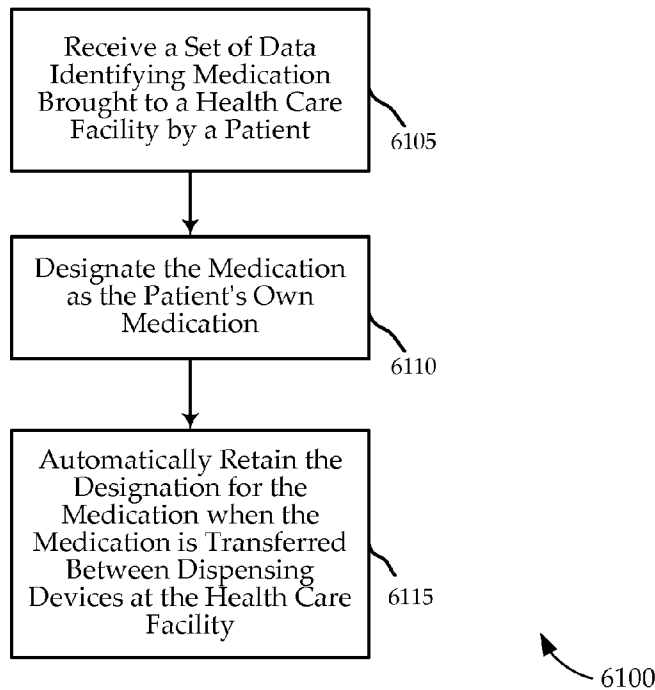 Receive a Set of Data
Identifying Medication
Brought to a Health Care
Facility by a Patient
6105
Designate the Medication
as the Patient's Own
Medication
6110
Automatically Retain the
Designation for the
Medication when the
Medication is Transferred
Between Dispensing
Devices at the Health Care
Facility
6115
6100